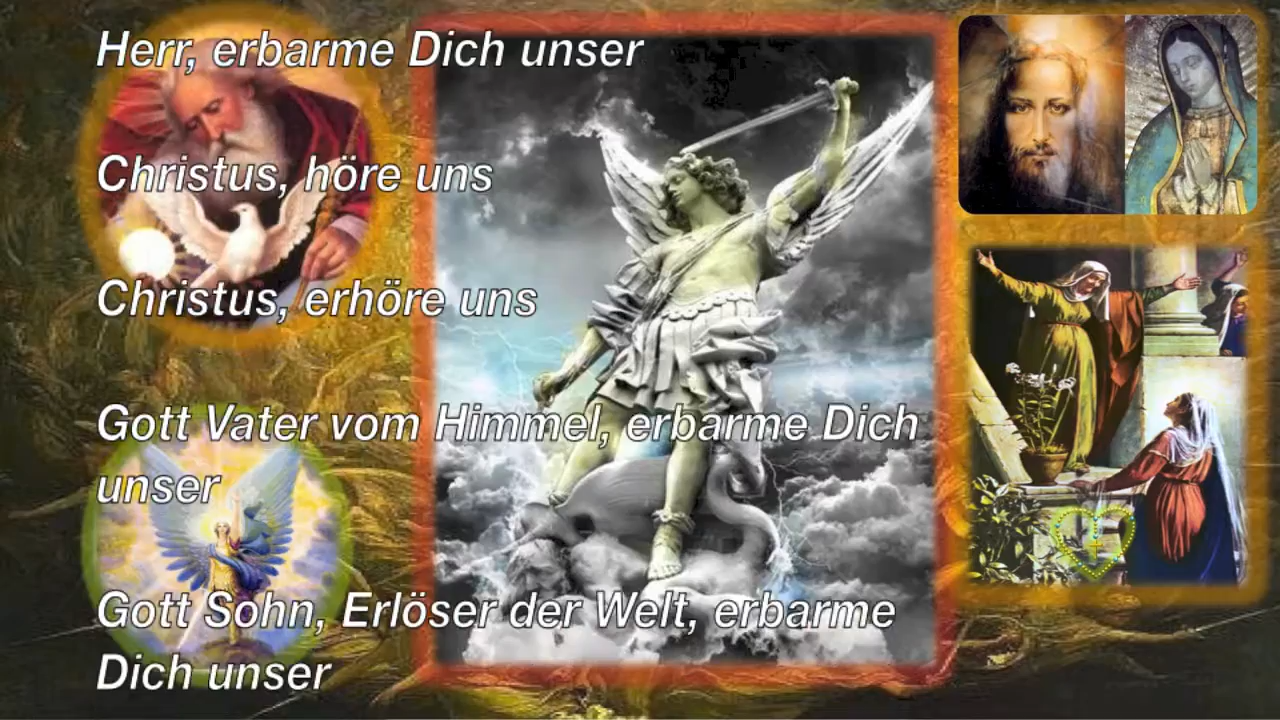 Herr, erbarme Dich unser
Christus, höre uns
Christus, erhöre uns
Gott Vater vom Himmel, erbarme Dich
unser
Gott Sohn, Erlöser der Welt, erbarme
Dich unser